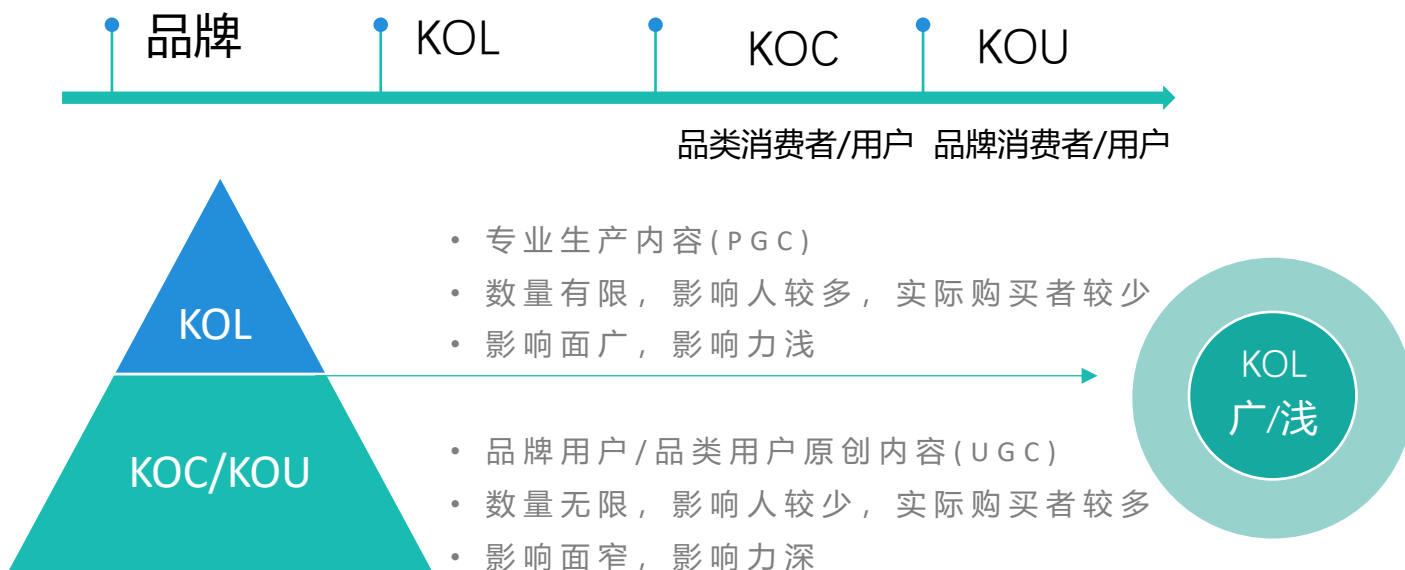 品牌
KOL
KOC
KOU
品类消费者/用户
品牌消费者/用户
• 专业生产内容(PGC)
• 数量有限，影响人较多，实际购买者较少
• 影响面广，影响力浅
KOL
KOC/KOU
• 品牌用户/品类用户原创内容(UGC)
• 数量无限，影响人较少，实际购买者较多
• 影响面窄，影响力深
KOL
广/浅